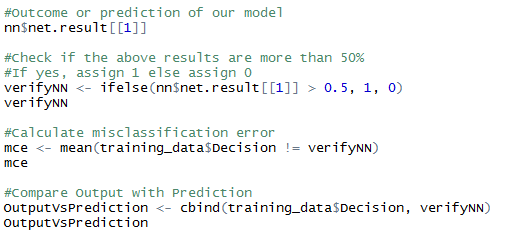 #Outcome or prediction of our model
nn$net.result[[1]]
#Check if the above results are more than 50%
#If yes, assign 1 else assign 0
verifyNN <- ifelse(nn$net.result[[1]] > 0.5, 1, 0)
verifyNN
#Calculate misclassification error
mce <- mean(training_data$Decision != verifyNN)
mce
#Compare Output with Prediction
OutputVsPrediction <- cbind(training_data$Decision, verifyNN)
OutputVsPrediction